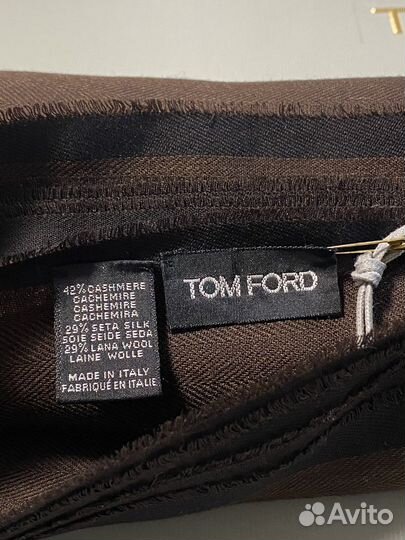 42% CASHMERE
CACHEMIRE
CASHMERE
CACHEMIRA
29% SETA SILK
SOIE SEIDE SEDA
29% LANA WOOL
LAINE WOLLE
MADE IN ITALY
FABRIQUÉ EN ITALIE
TOM FORD
Avito